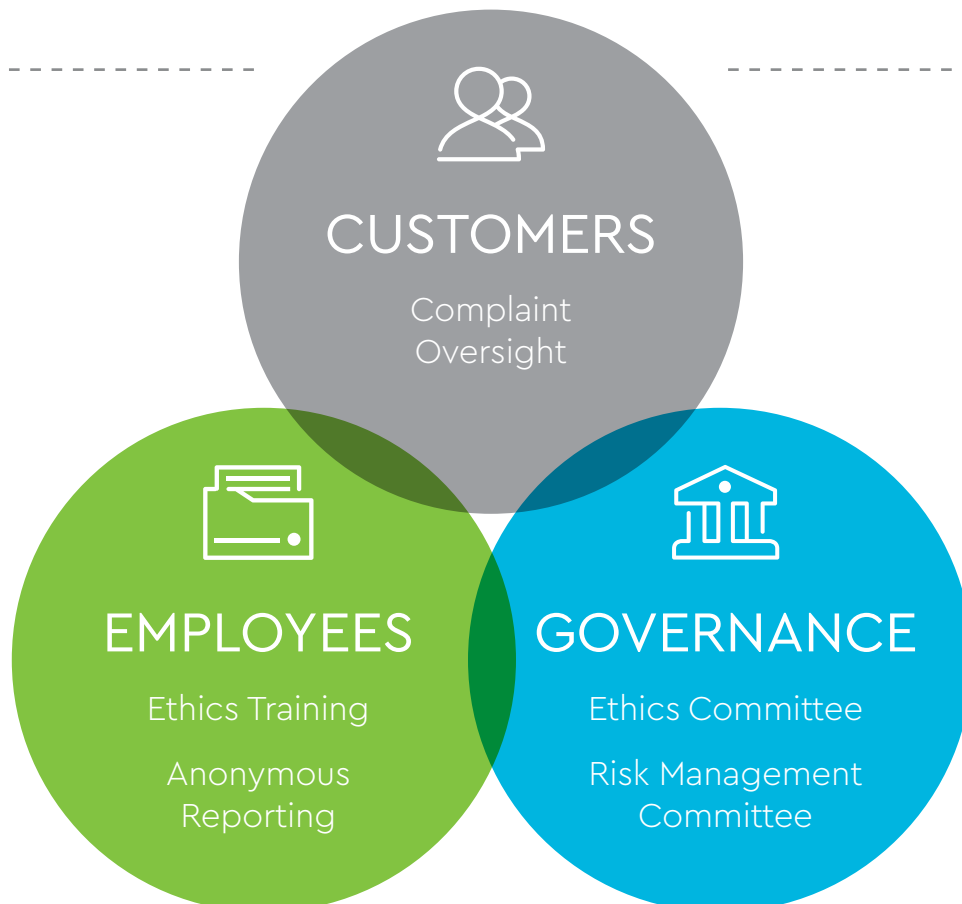 CUSTOMERS
Complaint
Oversight
EMPLOYEES
Ethics Training
Anonymous
Reporting
GOVERNANCE
Ethics Committee
Risk Management
Committee